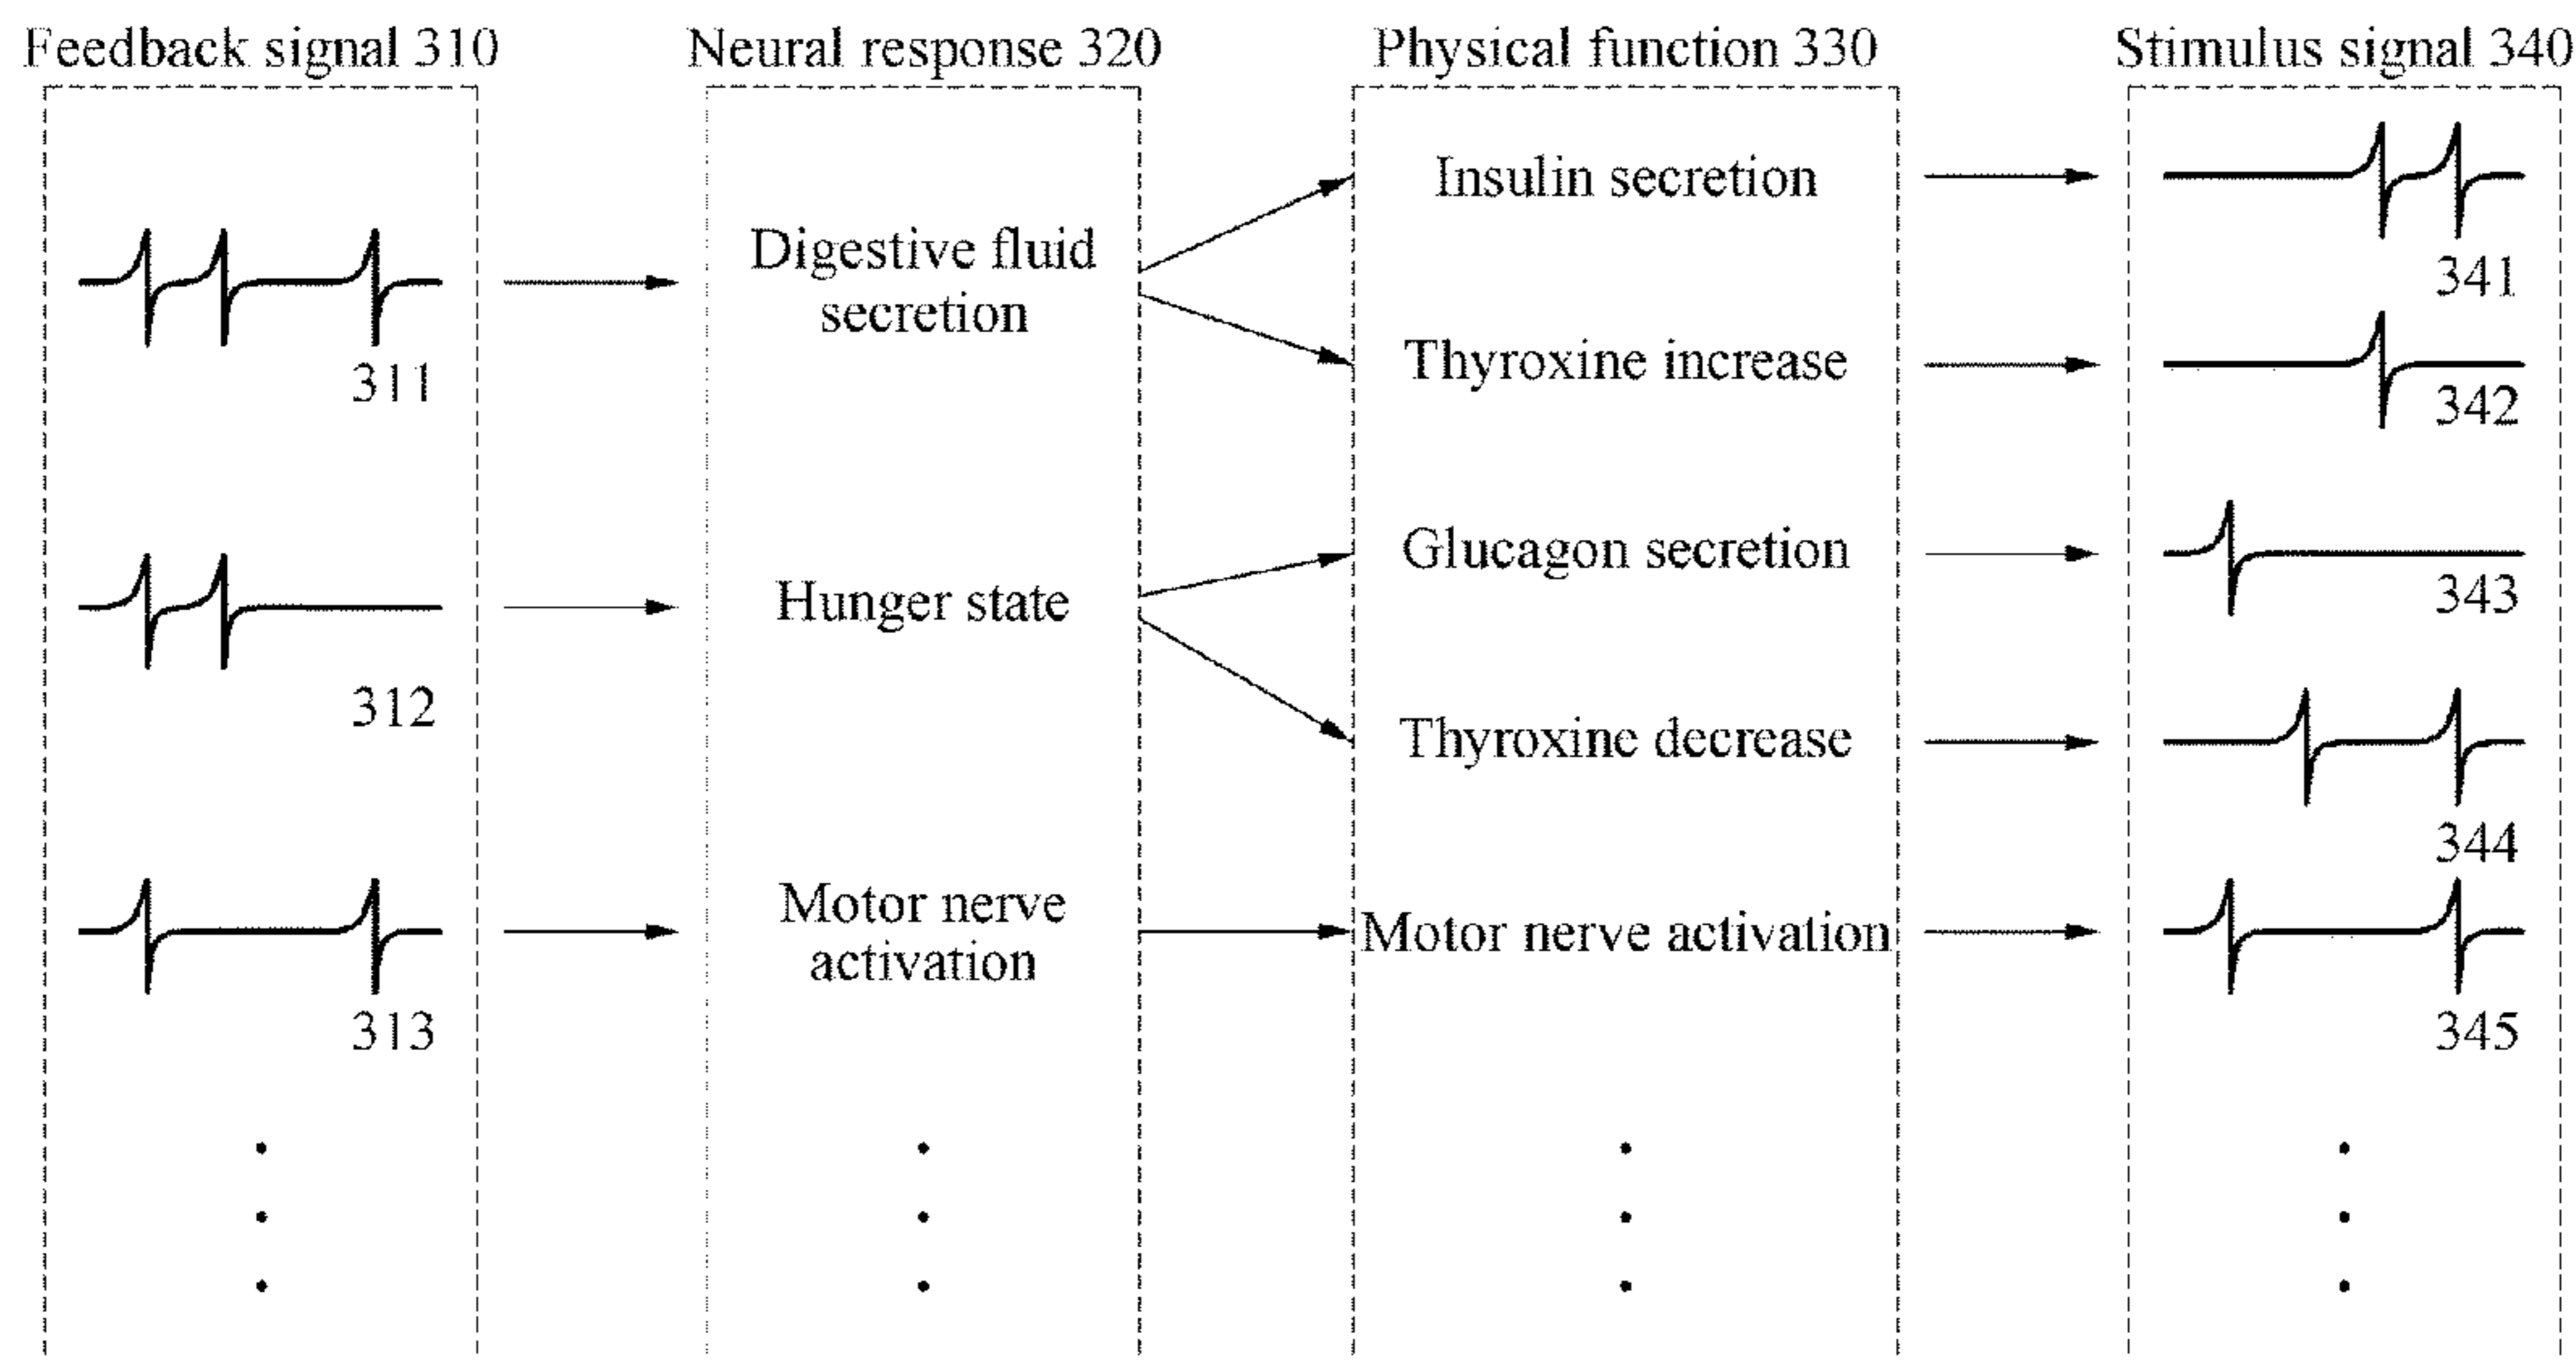 Feedback signal 310
Neural response 320
Physical function 330
Stimulus signal 340
311
Digestive fluid
secretion
Insulin secretion
341
Thyroxine increase
342
312
Hunger state
Glucagon secretion
343
Thyroxine decrease
344
313
Motor nerve
activation
Motor nerve activation
345